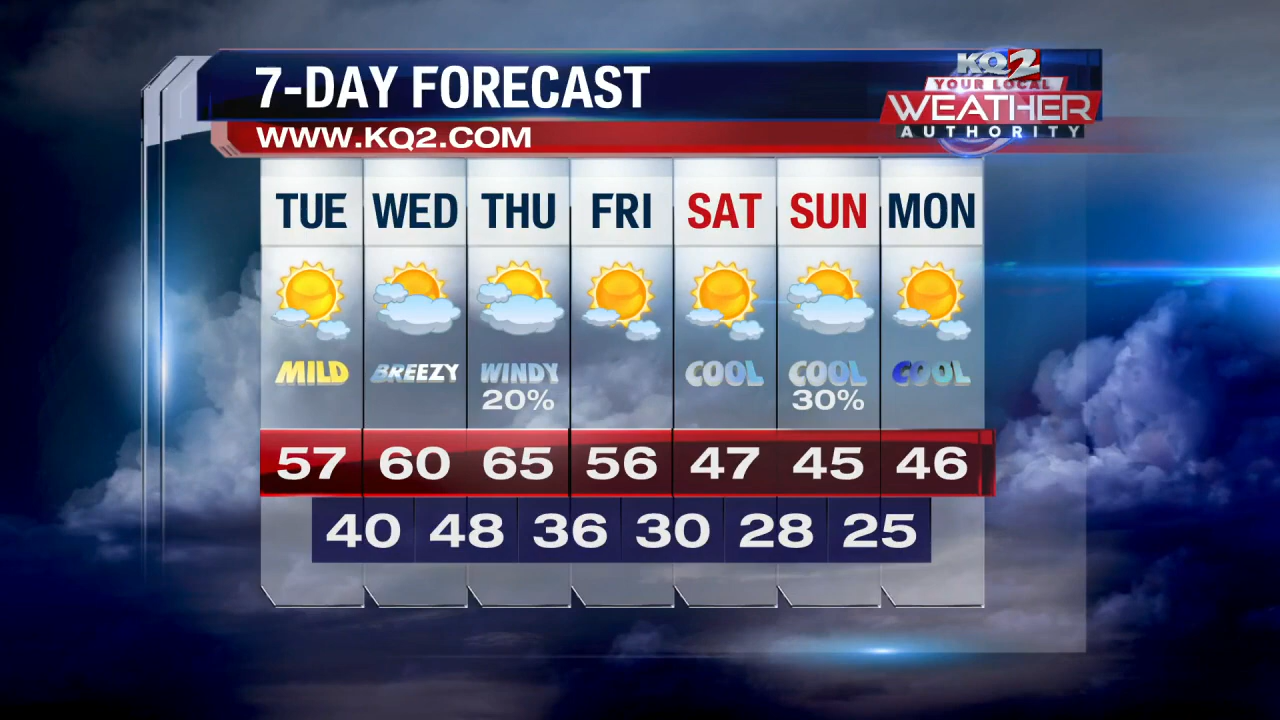 7-DAY FORECAST
WWW.KQ2.COM
KQ2
YOUR LOCAL
WEATHER
AUTHORITY
TUE WED THU FRI SAT SUN MON
MILD BREEZY WINDY COOL COOL COOL
20% 30%
57 60 65 56 47 45 46
40 48 36 30 28 25